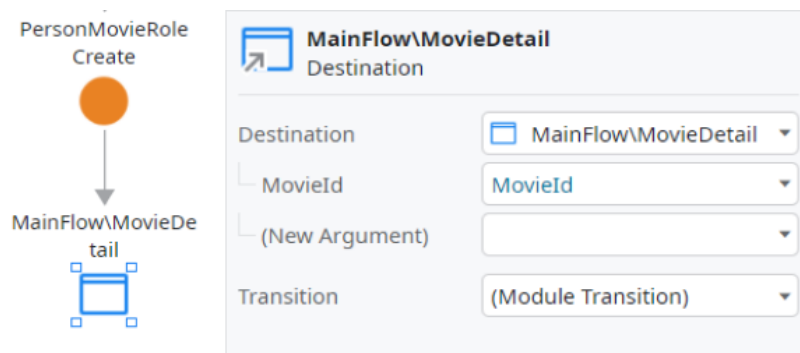 PersonMovieRole
Create
MainFlow\MovieDe
tail
MainFlow\MovieDetail
Destination
Destination
MainFlow\MovieDetail
MovieId
MovieId
(New Argument)
Transition
(Module Transition)